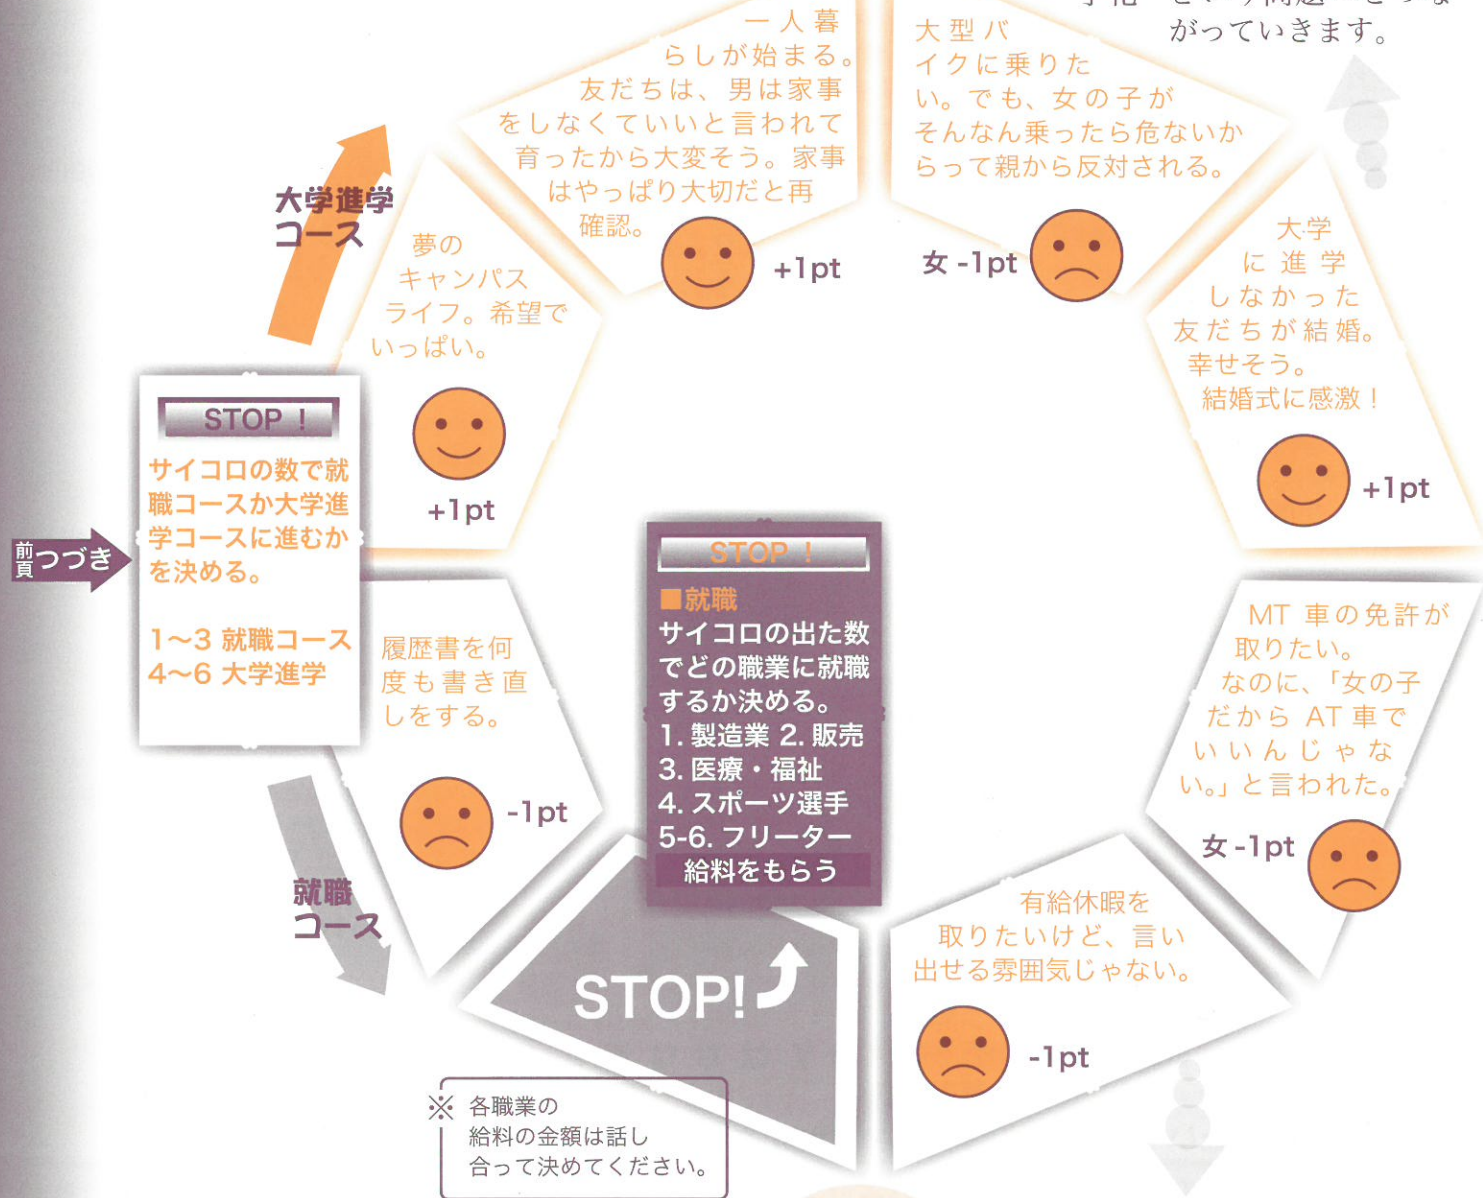 がっていきます。
一人暮
らしが始まる。
友だちは、男は家事
をしなくていいと言われて
育ったから大変そう。家事
はやっぱり大切だと再
確認。
+1pt
大型バ
イクに乗りた
い。でも、女の子が
そんなん乗ったら危ないか
らって親から反対される。
女 -1pt
大学進学
コース
夢の
キャンパス
ライフ。希望で
いっぱい。
+1pt
大学
に進学
しなかった
友だちが結婚。
幸せそう。
結婚式に感激！
+1pt
前頁つづき
STOP！
サイコロの数で就
職コースか大学進
学コースに進むか
を決める。
1〜3 就職コース
4〜6 大学進学
STOP！
■就職
サイコロの出た数
でどの職業に就職
するか決める。
1. 製造業 2. 販売
3. 医療・福祉
4. スポーツ選手
5-6. フリーター
給料をもらう
履歴書を何
度も書き直
しをする。
-1pt
MT 車の免許が
取りたい。
なのに、「女の子
だから AT 車で
いいんじゃな
い。」と言われた。
女 -1pt
就職
コース
STOP!
有給休暇を
取りたいけど、言い
出せる雰囲気じゃない。
-1pt
※ 各職業の
給料の金額は話し
合って決めてください。